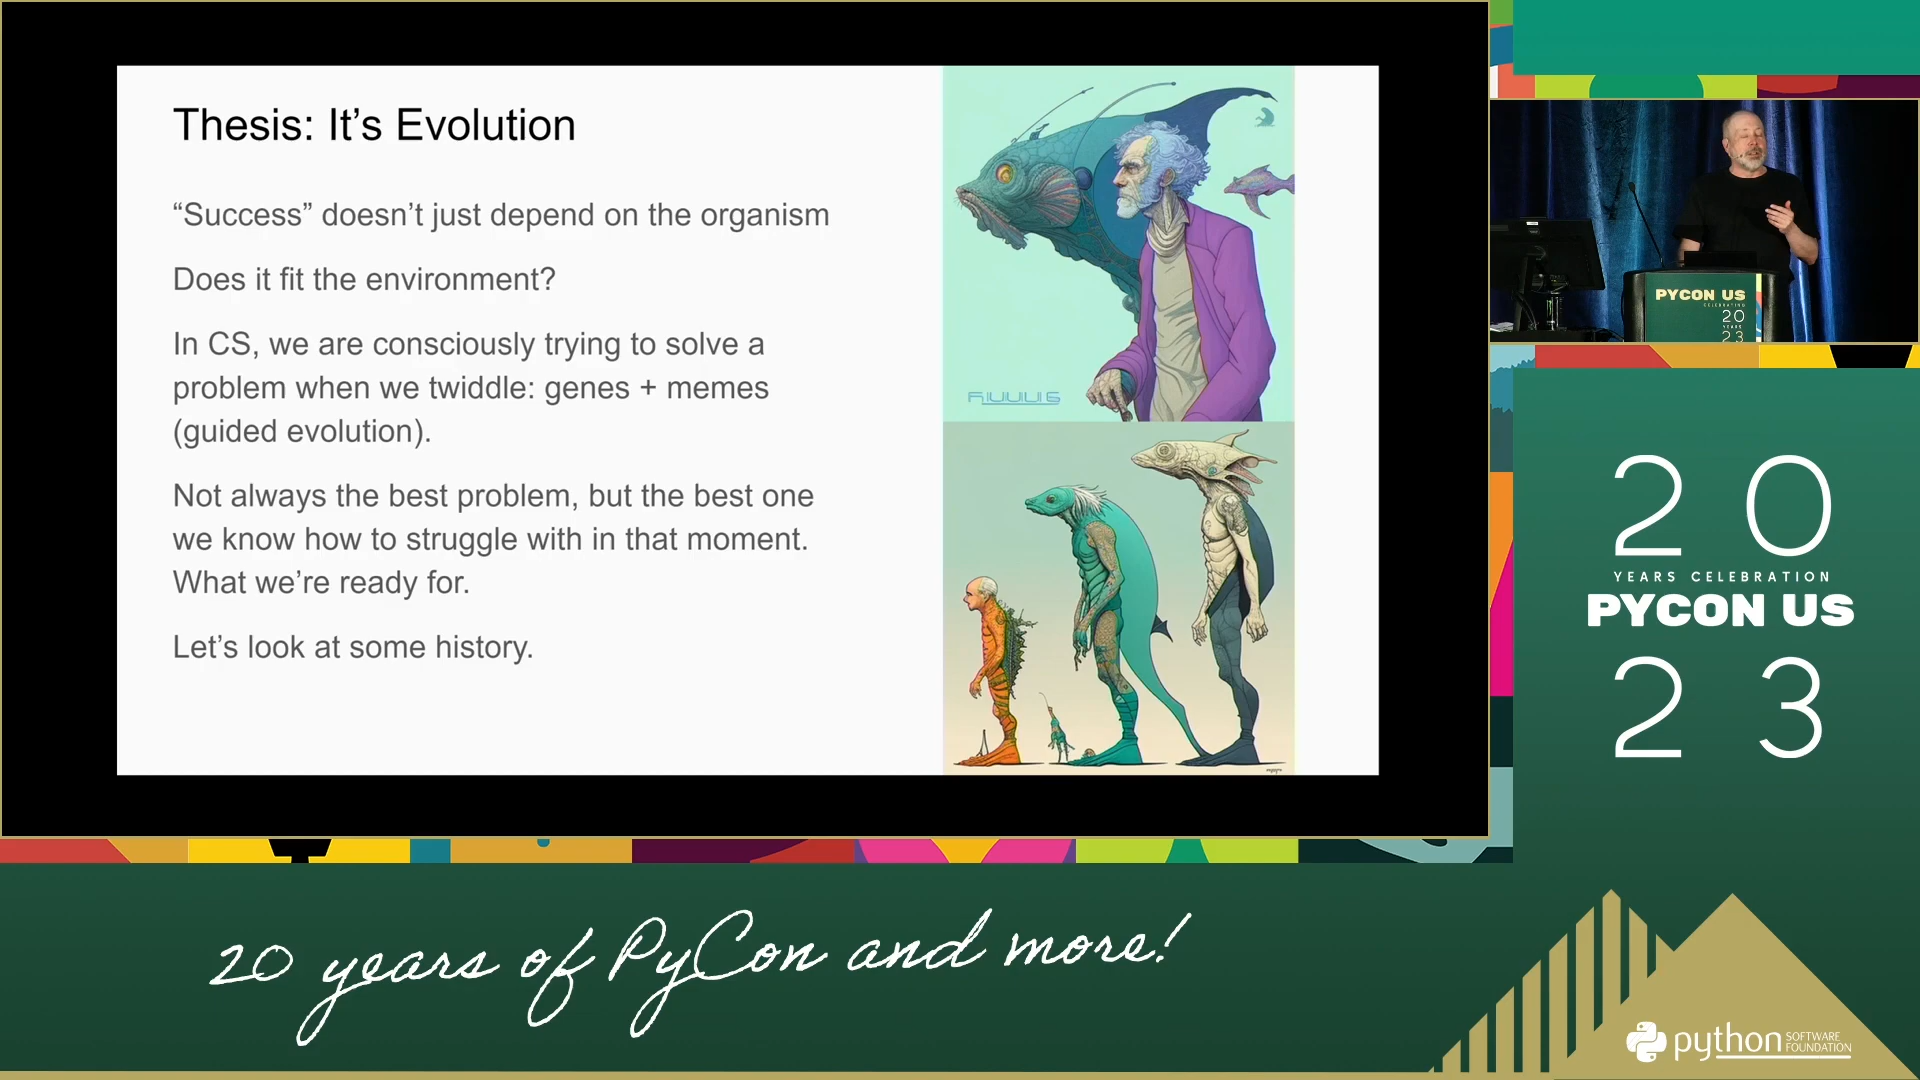 Thesis: It's Evolution
“Success” doesn’t just depend on the organism
Does it fit the environment?
In CS, we are consciously trying to solve a
problem when we twiddle: genes + memes
(guided evolution).
Not always the best problem, but the best one
we know how to struggle with in that moment.
What we’re ready for.
Let’s look at some history.
PYCON US
CELEBRATING
20
YEARS
23
20
YEARS CELEBRATION
PYCON US
23
20 years of PyCon and more!
python SOFTWARE
FOUNDATION